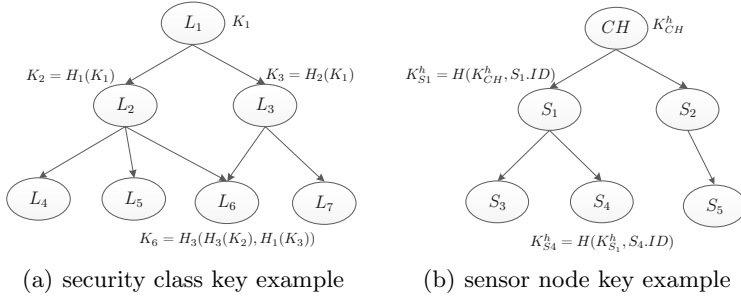 L1 K1
K2 = H1(K1) K3 = H2(K1)
L2 L3
L4 L5 L6 L7
K6 = H3(H3(K2), H1(K3))
(a) security class key example
CH K^h_CH
K^h_S1 = H(K^h_CH, S1.ID)
S1 S2
S3 S4 S5
K^h_S4 = H(K^h_S1, S4.ID)
(b) sensor node key example